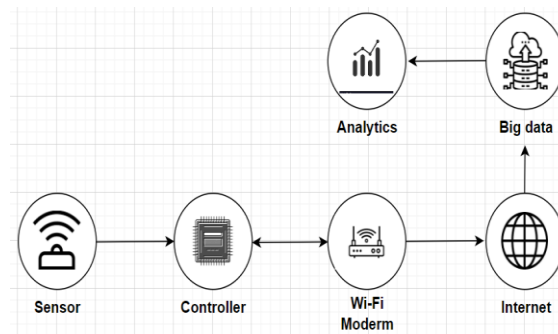 Analytics
Big data
Sensor
Controller
Wi-Fi
Moderm
Internet